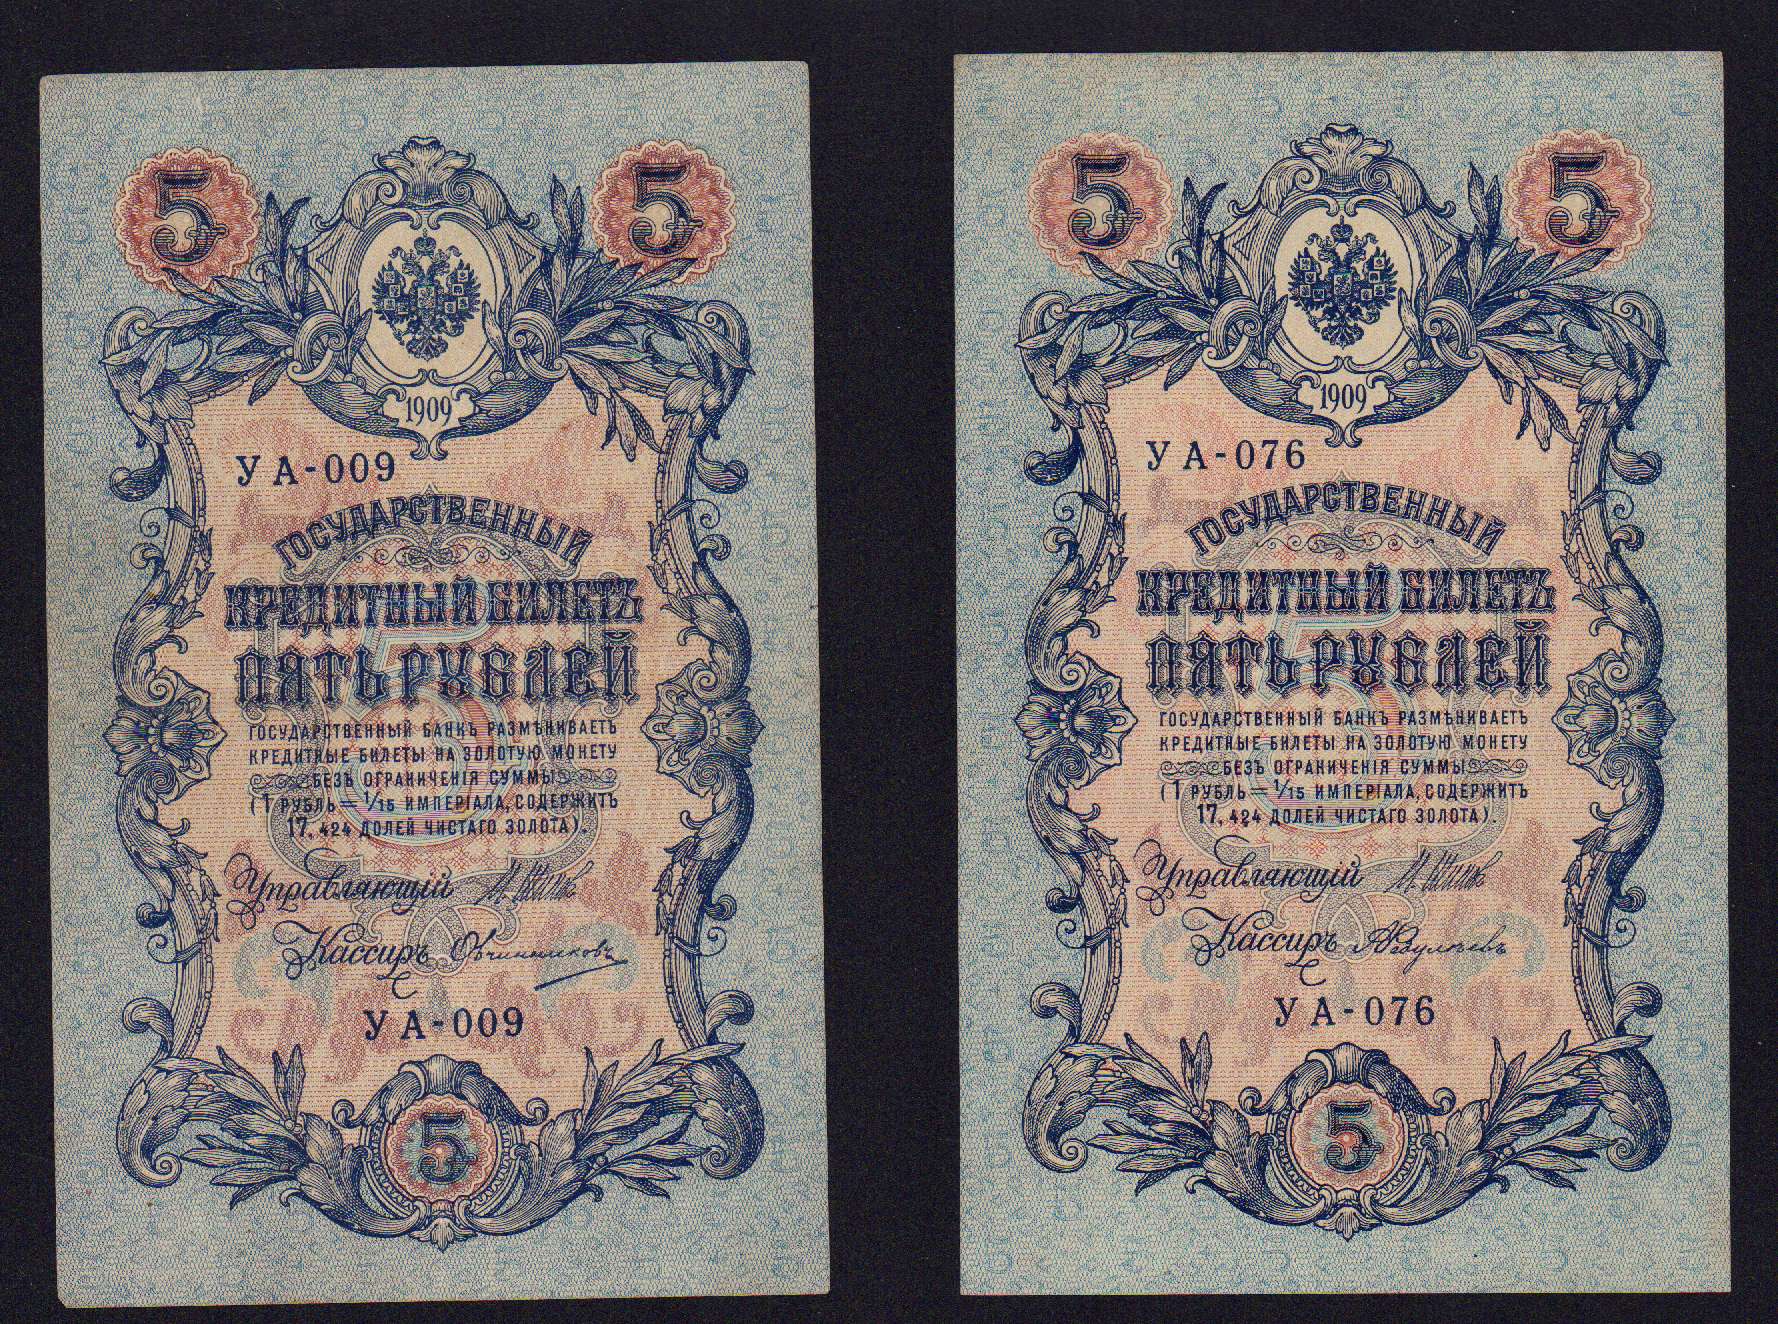 5 5
1909
УА-009
ГОСУДАРСТВЕННЫЙ
КРЕДИТНЫЙ БИЛЕТЪ
ПЯТЬ РУБЛЕЙ
ГОСУДАРСТВЕННЫЙ БАНКЪ РАЗМѢНИВАЕТЪ
КРЕДИТНЫЕ БИЛЕТЫ НА ЗОЛОТУЮ МОНЕТУ
БЕЗЪ ОГРАНИЧЕНІЯ СУММЫ
(1 РУБЛЬ = 1/15 ИМПЕРІАЛА, СОДЕРЖИТЪ
17,424 ДОЛЕЙ ЧИСТАГО ЗОЛОТА).
Управляющій
Кассиръ Овчинниковъ
УА-009
5
5 5
1909
УА-076
ГОСУДАРСТВЕННЫЙ
КРЕДИТНЫЙ БИЛЕТЪ
ПЯТЬ РУБЛЕЙ
ГОСУДАРСТВЕННЫЙ БАНКЪ РАЗМѢНИВАЕТЪ
КРЕДИТНЫЕ БИЛЕТЫ НА ЗОЛОТУЮ МОНЕТУ
БЕЗЪ ОГРАНИЧЕНІЯ СУММЫ
(1 РУБЛЬ = 1/15 ИМПЕРІАЛА, СОДЕРЖИТЪ
17,424 ДОЛЕЙ ЧИСТАГО ЗОЛОТА).
Управляющій
Кассиръ
УА-076
5